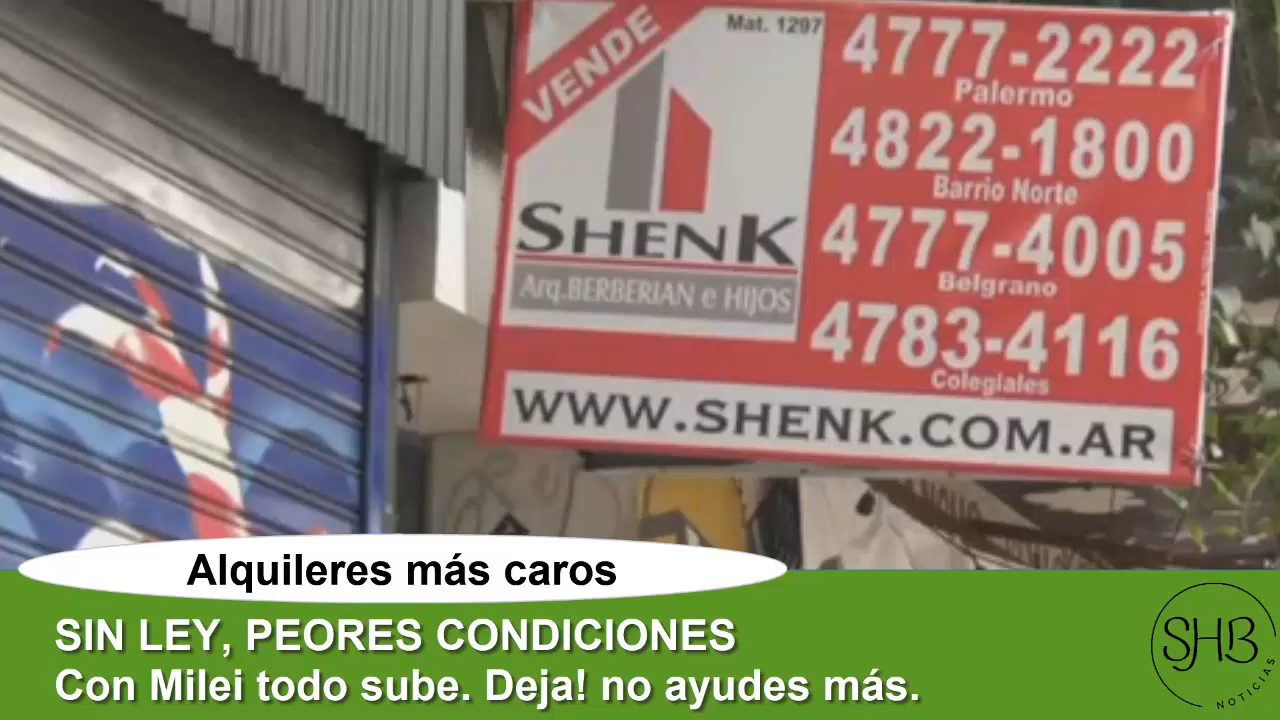 VENDE
Mat. 1297
SHENK
Arq.BERBERIAN e HIJOS
4777-2222
Palermo
4822-1800
Barrio Norte
4777-4005
Belgrano
4783-4116
Colegiales
WWW.SHENK.COM.AR
Alquileres más caros
SIN LEY, PEORES CONDICIONES
Con Milei todo sube. Deja! no ayudes más.
SHB
NOTICIAS